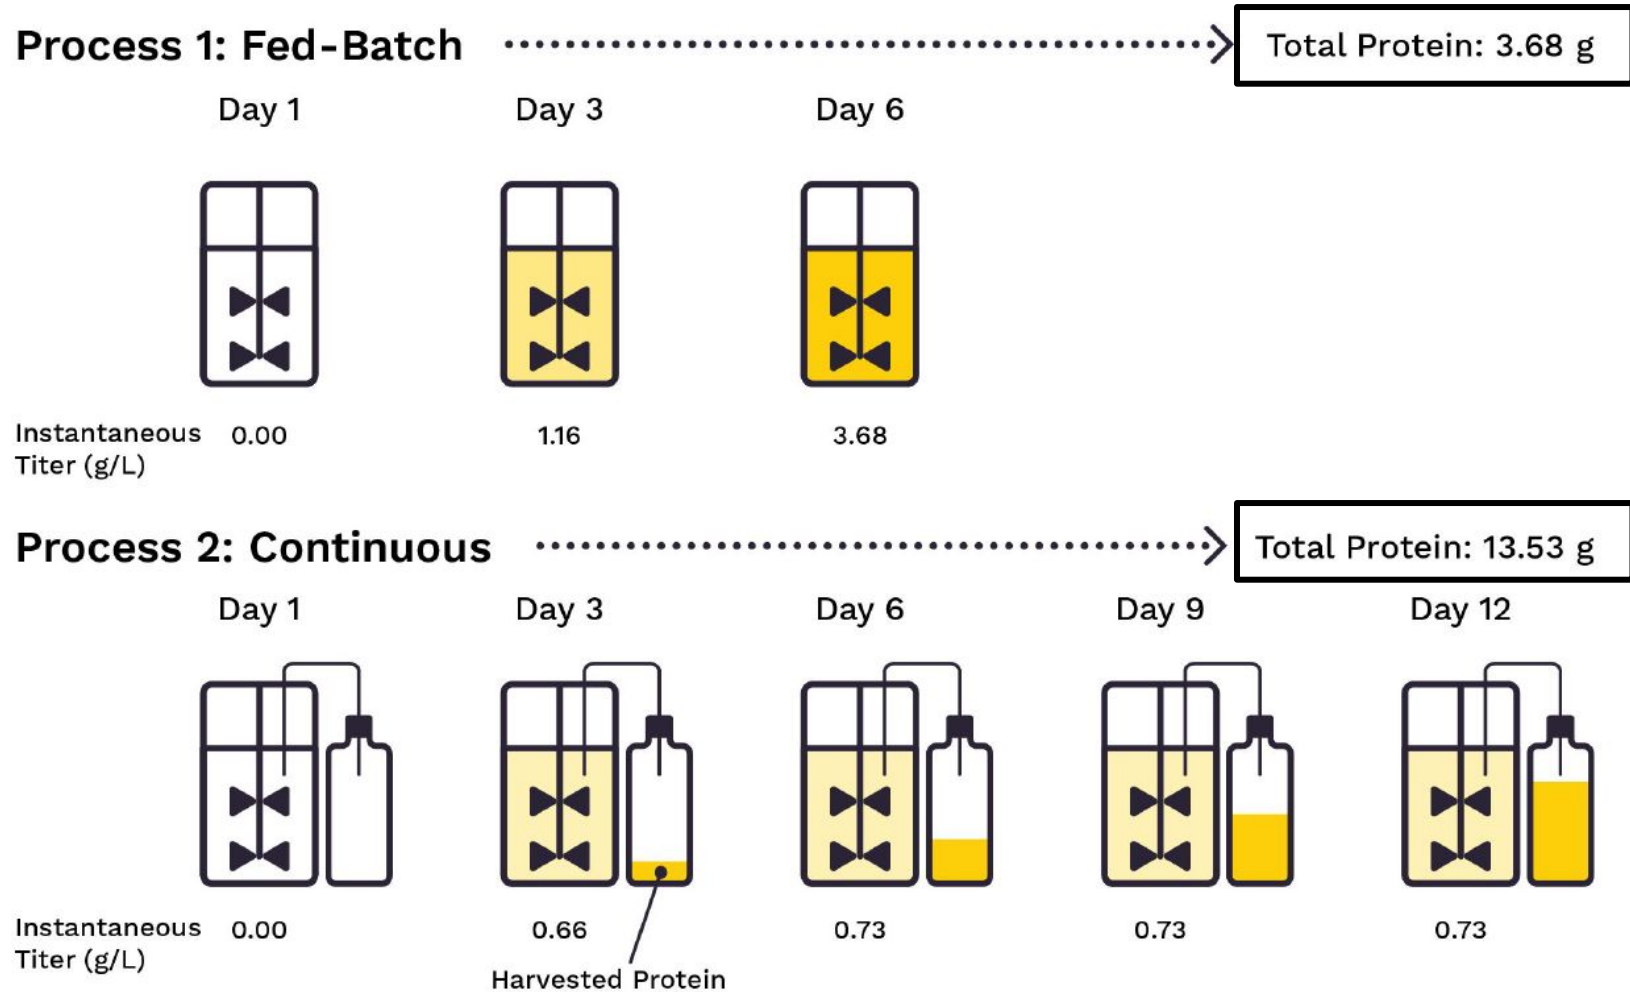 Process 1: Fed-Batch
Total Protein: 3.68 g
Day 1 Day 3 Day 6
Instantaneous
Titer (g/L)
0.00 1.16 3.68
Process 2: Continuous
Total Protein: 13.53 g
Day 1 Day 3 Day 6 Day 9 Day 12
Instantaneous
Titer (g/L)
0.00 0.66 0.73 0.73 0.73
Harvested Protein